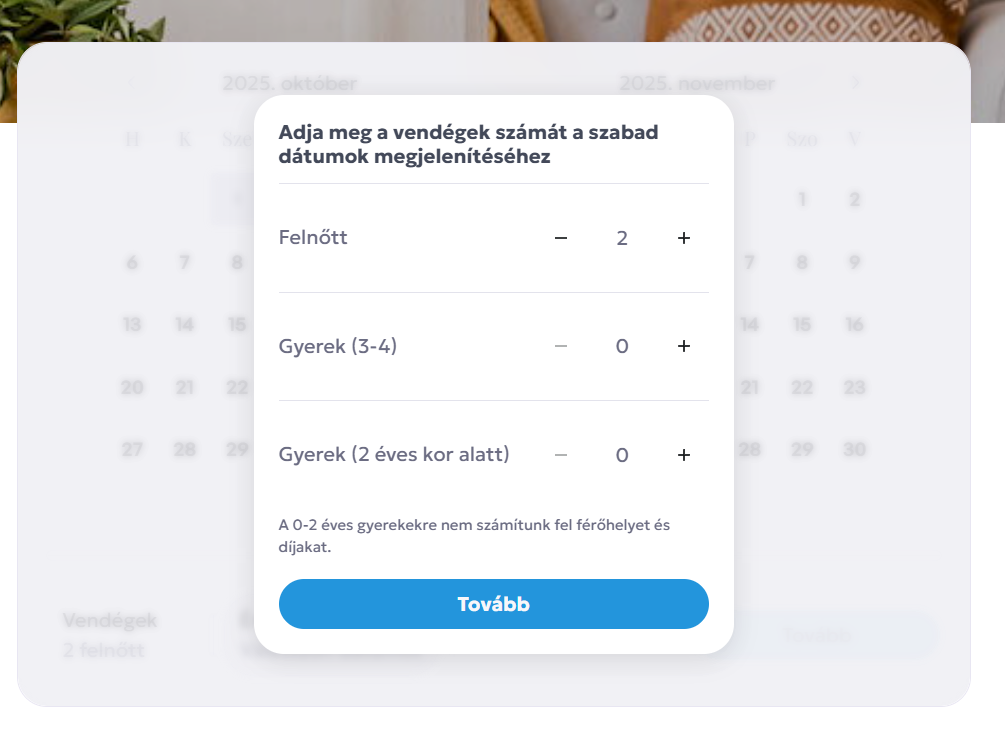 2025. október
2025. november
H K Sze P Szo V
Adja meg a vendégek számát a szabad
dátumok megjelenítéséhez
1 2
Felnőtt − 2 +
6 7 8 7 8 9
13 14 15 14 15 16
Gyerek (3-4) − 0 +
20 21 22 21 22 23
27 28 29 28 29 30
Gyerek (2 éves kor alatt) − 0 +
A 0-2 éves gyerekekre nem számítunk fel férőhelyet és
díjakat.
Tovább
Vendégek
2 felnőtt
Tovább